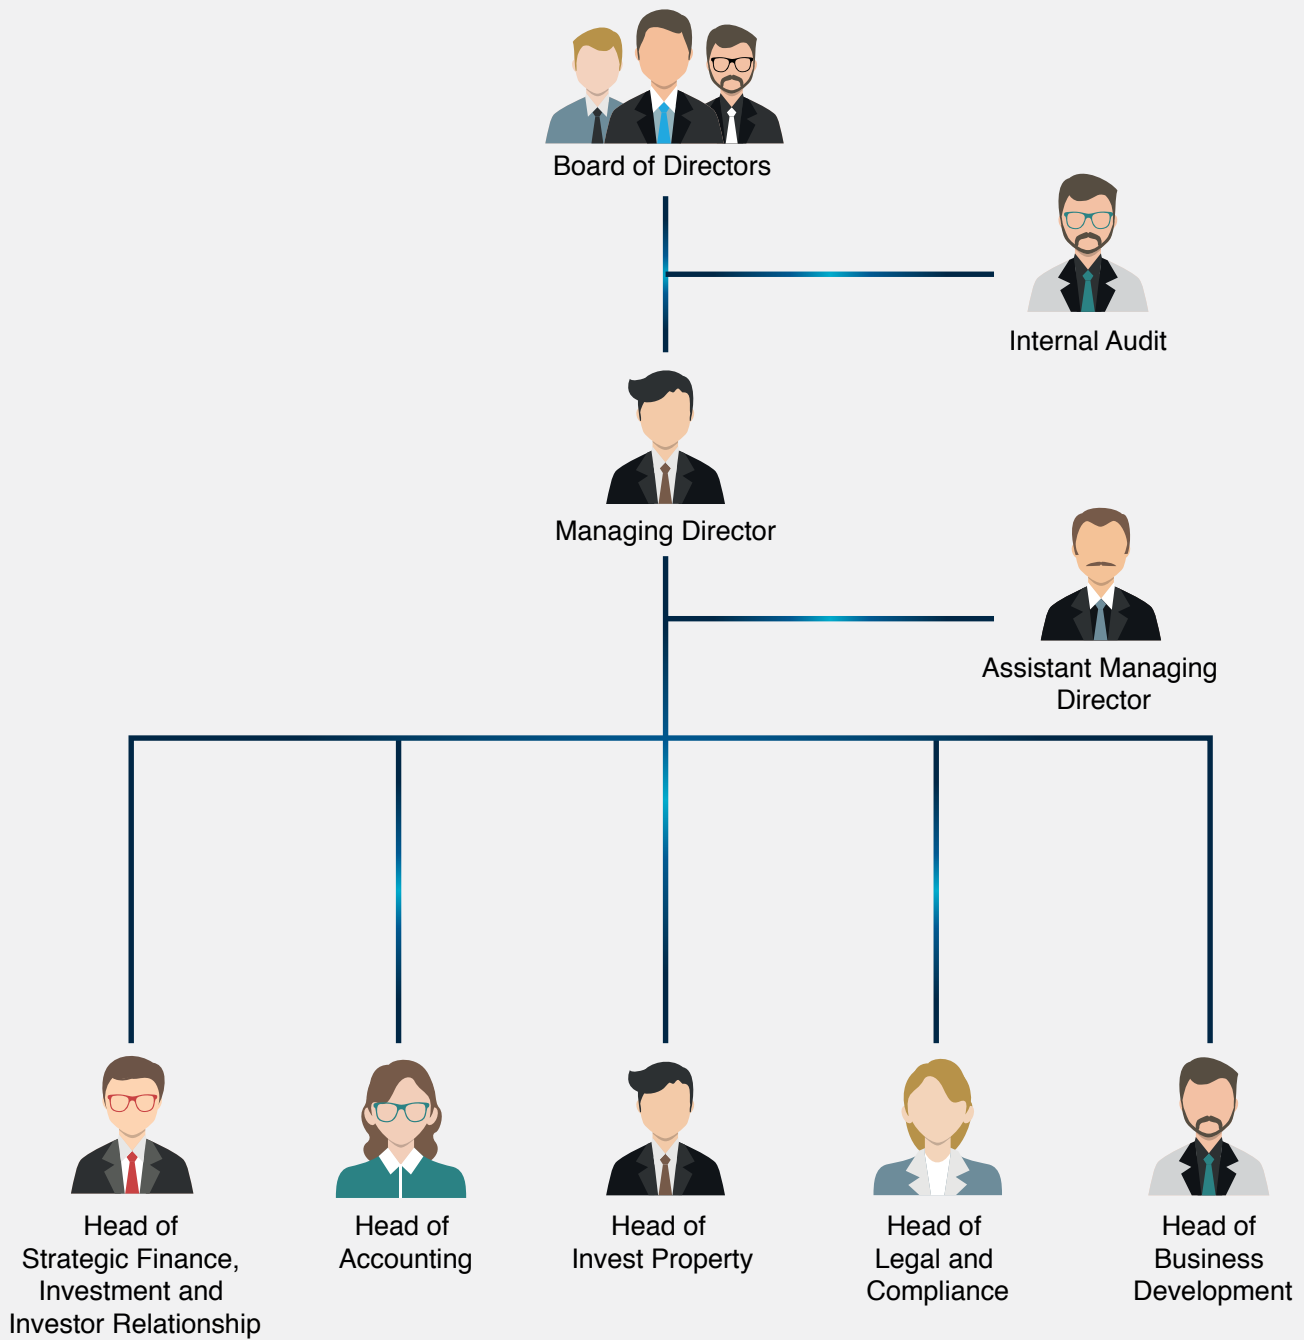 Board of Directors
Internal Audit
Managing Director
Assistant Managing
Director
Head of
Strategic Finance,
Investment and
Investor Relationship
Head of
Accounting
Head of
Invest Property
Head of
Legal and
Compliance
Head of
Business
Development